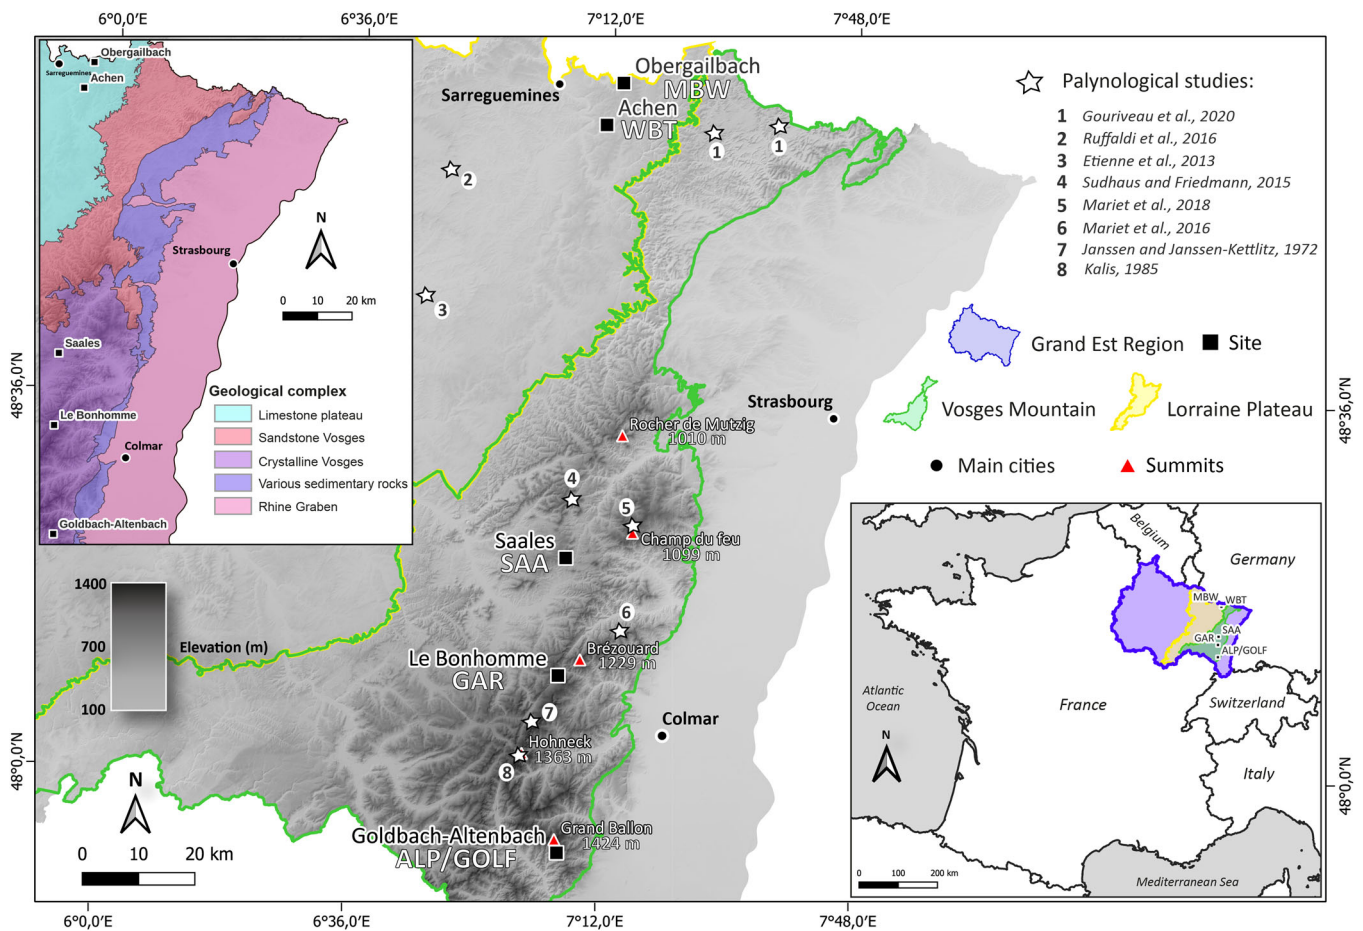 6°0,0'E
6°36,0'E
7°12,0'E
7°48,0'E
Obergailbach
Sarreguemines
Achen
N
Strasbourg
0 10 20 km
Saales
Le Bonhomme
Colmar
Goldbach-Altenbach
Geological complex
Limestone plateau
Sandstone Vosges
Crystalline Vosges
Various sedimentary rocks
Rhine Graben
48°36,0'N
48°0,0'N
Sarreguemines
Obergailbach
MBW
Achen
WBT
1
1
2
3
Strasbourg
Rocher de Mutzig
1010 m
4
5
Champ du feu
1099 m
Saales
SAA
6
Brézouard
1229 m
Le Bonhomme
GAR
7
Hohneck
1363 m
8
Colmar
Grand Ballon
1424 m
Goldbach-Altenbach
ALP/GOLF
1400
700
100
Elevation (m)
N
0 10 20 km
Palynological studies:
1 Gouriveau et al., 2020
2 Ruffaldi et al., 2016
3 Etienne et al., 2013
4 Sudhaus and Friedmann, 2015
5 Mariet et al., 2018
6 Mariet et al., 2016
7 Janssen and Janssen-Kettlitz, 1972
8 Kalis, 1985
Grand Est Region
Site
Vosges Mountain
Lorraine Plateau
Main cities
Summits
48°36,0'N
48°0,0'N
Belgium
Germany
MBW
WBT
SAA
GAR
ALP/GOLF
Atlantic
Ocean
France
Switzerland
Italy
N
0 100 200 km
Mediterranean Sea
6°0,0'E
6°36,0'E
7°12,0'E
7°48,0'E